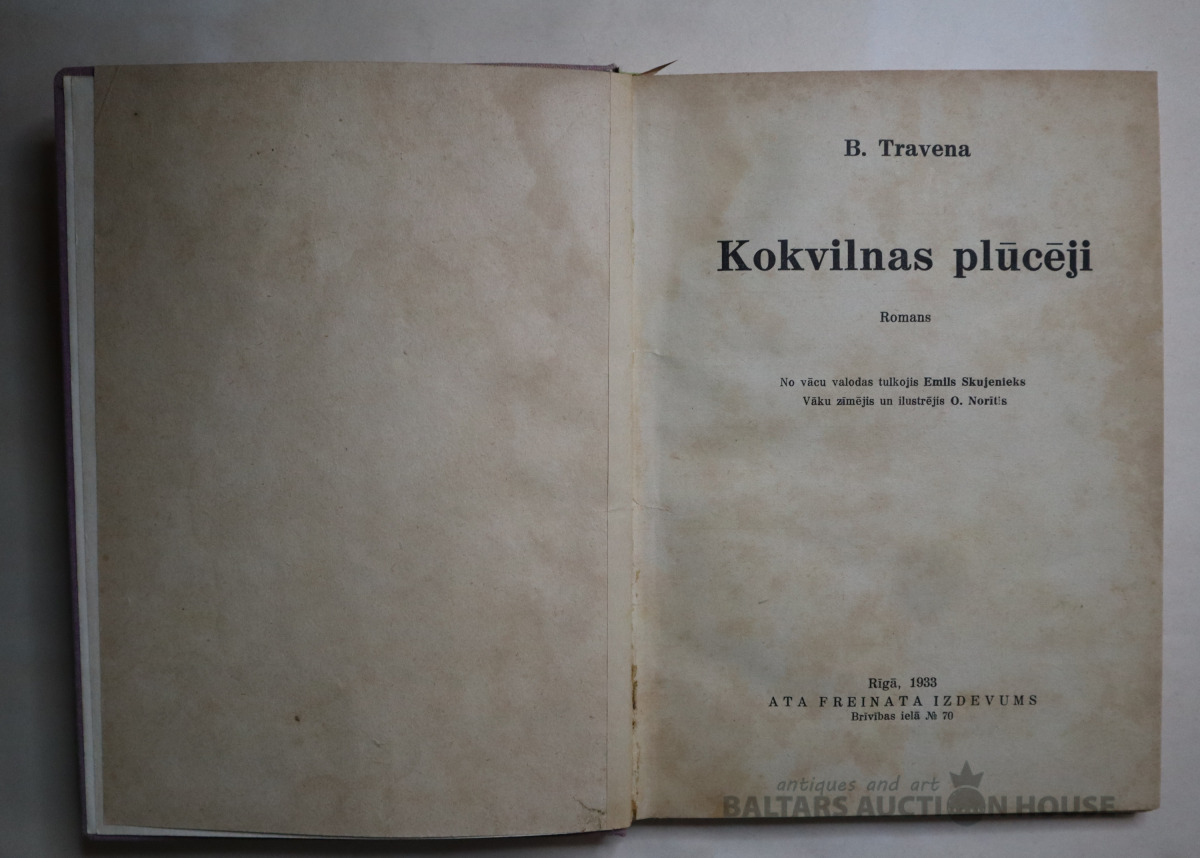 B. Travena
Kokvilnas plūcēji
Romans
No vācu valodas tulkojis Emils Skujenieks
Vāku zīmējis un ilustrējis O. Norītis
Rīgā, 1933
ATA FREINATA IZDEVUMS
Brīvības ielā № 70
antiques and art
BALTARS AUCTION HOUSE